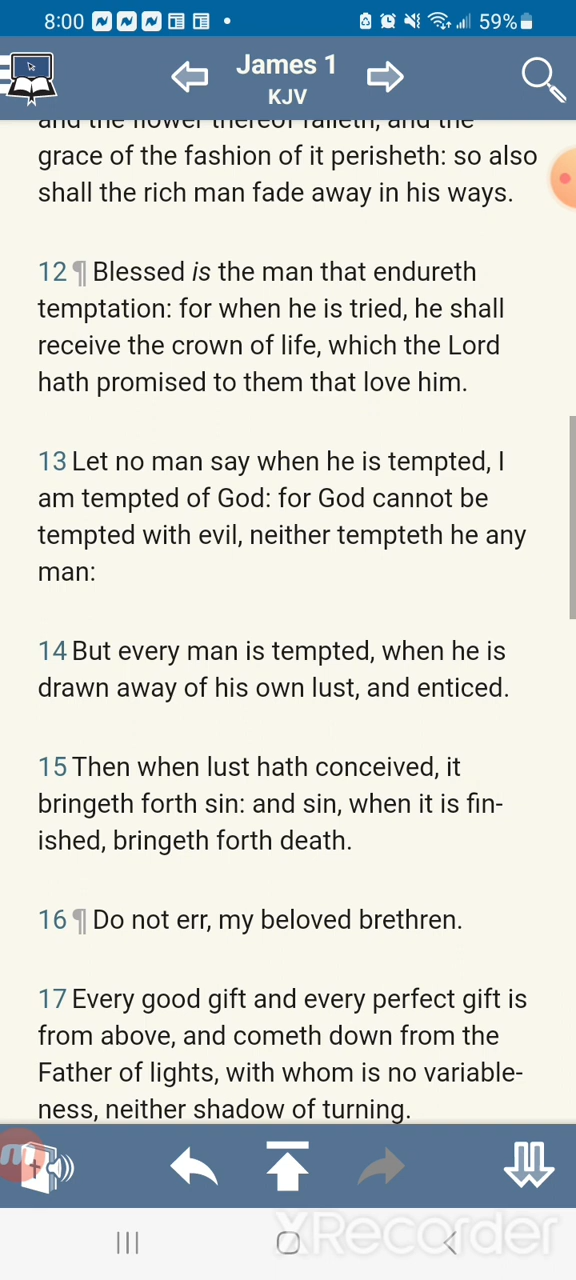 8:00
59%
James 1
KJV
and the flower thereof falleth, and the
grace of the fashion of it perisheth: so also
shall the rich man fade away in his ways.
12 ¶ Blessed is the man that endureth
temptation: for when he is tried, he shall
receive the crown of life, which the Lord
hath promised to them that love him.
13 Let no man say when he is tempted, I
am tempted of God: for God cannot be
tempted with evil, neither tempteth he any
man:
14 But every man is tempted, when he is
drawn away of his own lust, and enticed.
15 Then when lust hath conceived, it
bringeth forth sin: and sin, when it is fin-
ished, bringeth forth death.
16 ¶ Do not err, my beloved brethren.
17 Every good gift and every perfect gift is
from above, and cometh down from the
Father of lights, with whom is no variable-
ness, neither shadow of turning.
XRecorder